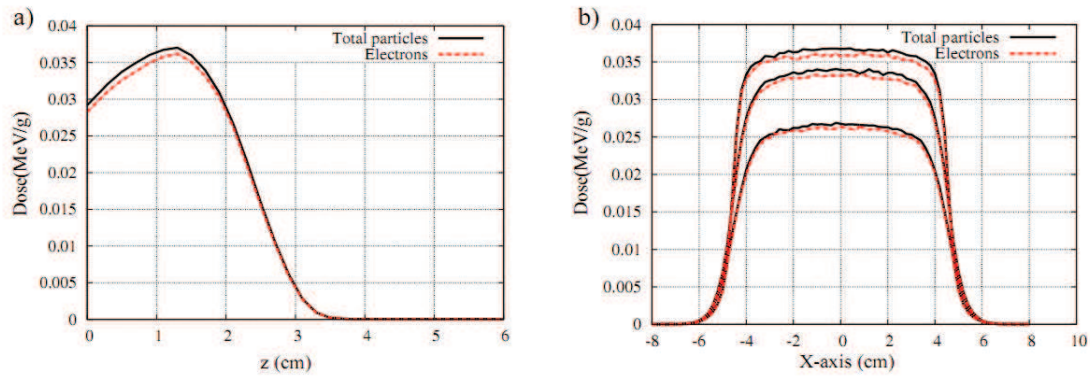 a)
Dose(MeV/g)
0.04
0.035
0.03
0.025
0.02
0.015
0.01
0.005
0
Total particles
Electrons
0 1 2 3 4 5 6
z (cm)
b)
Dose(MeV/g)
0.04
0.035
0.03
0.025
0.02
0.015
0.01
0.005
0
Total particles
Electrons
-8 -6 -4 -2 0 2 4 6 8 10
X-axis (cm)